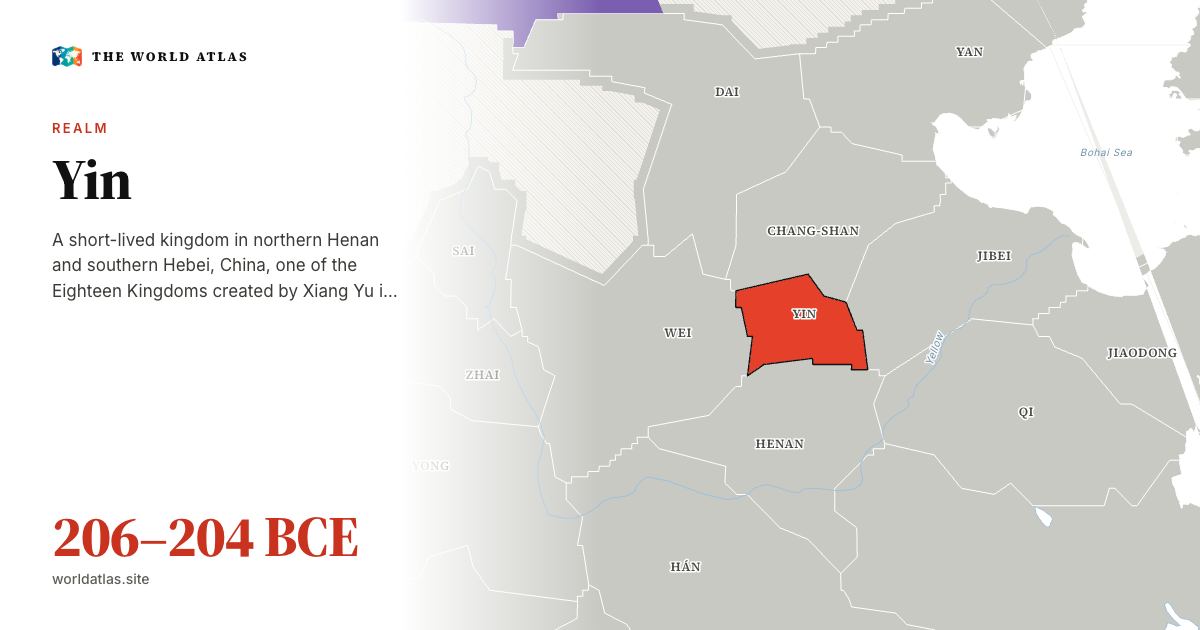 THE WORLD ATLAS
REALM
Yin
A short-lived kingdom in northern Henan
and southern Hebei, China, one of the
Eighteen Kingdoms created by Xiang Yu i…
206–204 BCE
worldatlas.site
YAN
DAI
Bohai Sea
CHANG-SHAN
SAI
JIBEI
YIN
WEI
Yellow
JIAODONG
ZHAI
QI
HENAN
YONG
HÁN